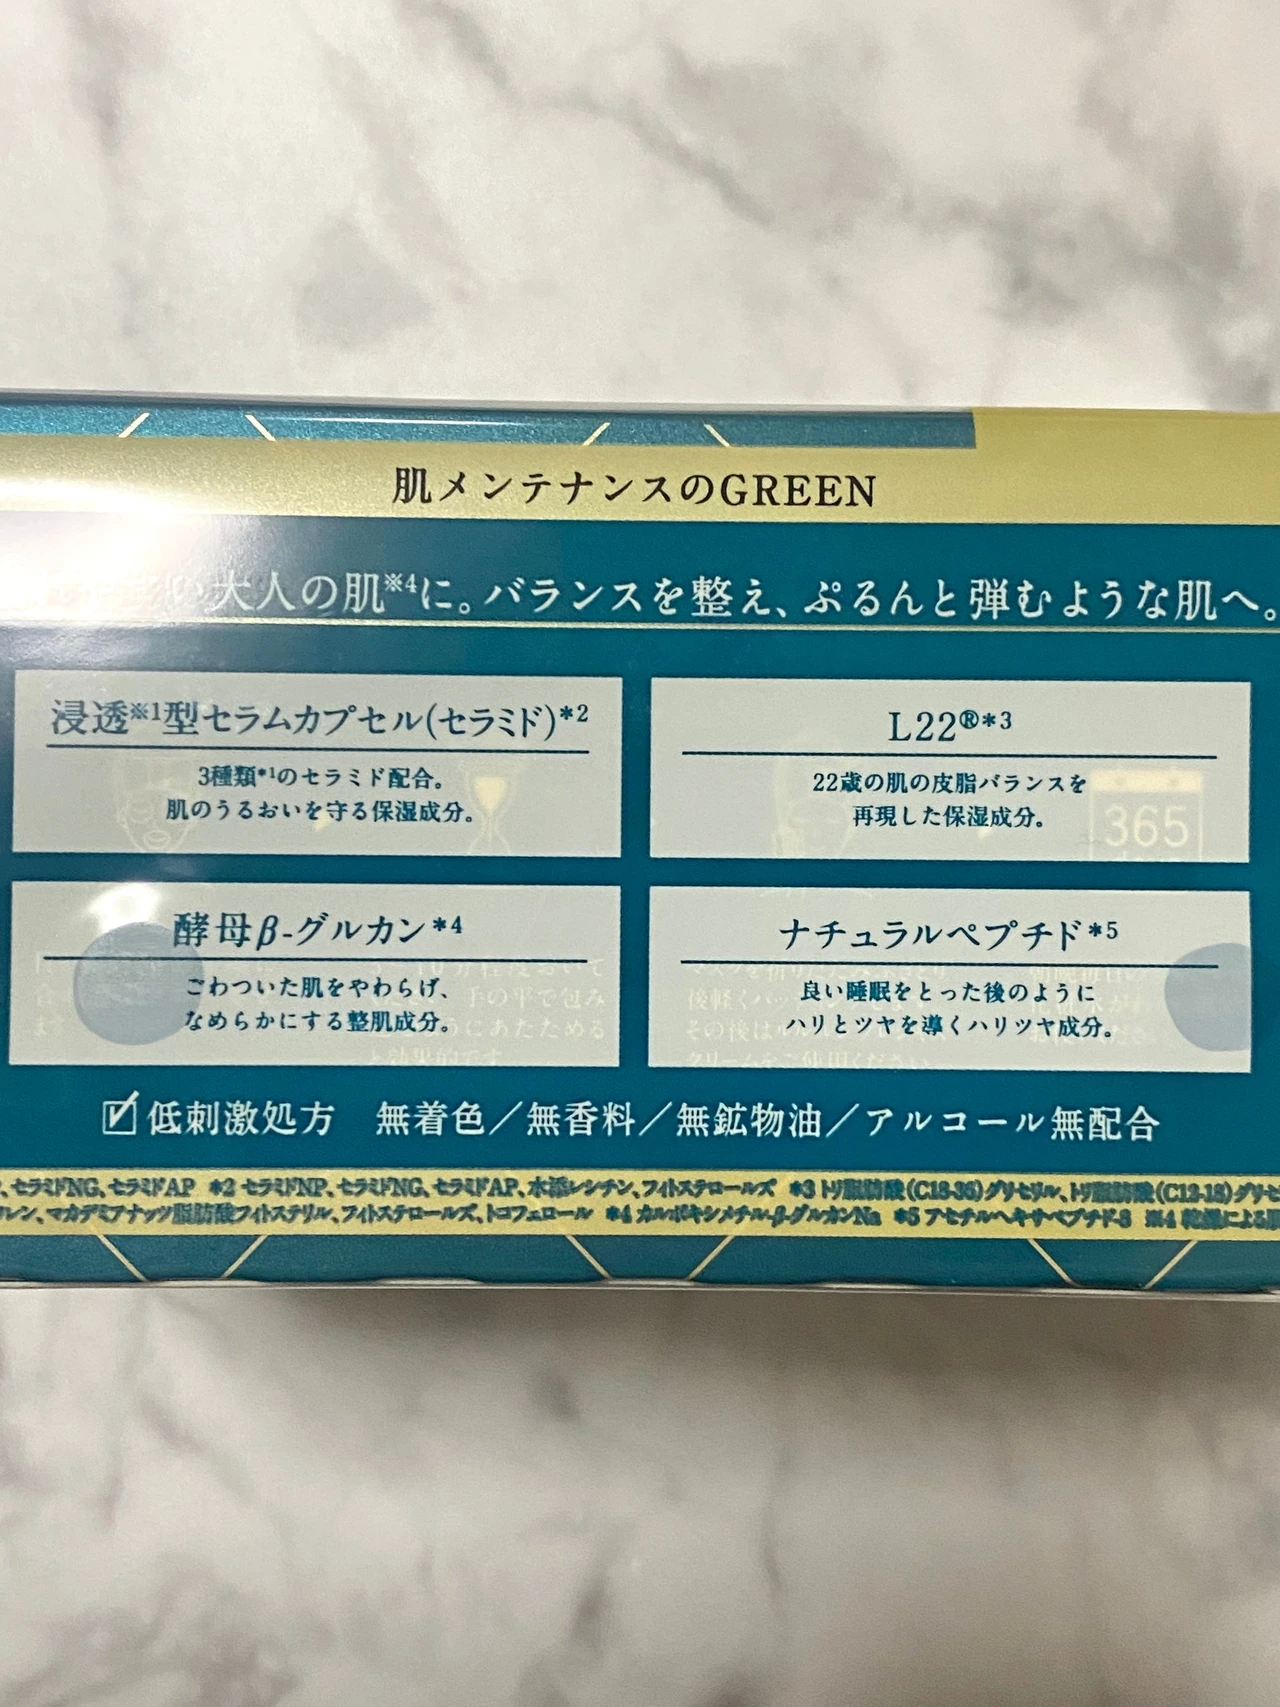 肌メンテナンスのGREEN
い大人の肌※4に。バランスを整え、ぷるんと弾むような肌へ。
浸透※1型セラムカプセル(セラミド)*2
3種類*1のセラミド配合。
肌のうるおいを守る保湿成分。
L22®*3
22歳の肌の皮脂バランスを
再現した保湿成分。
365
酵母β-グルカン*4
ごわついた肌をやわらげ、
なめらかにする整肌成分。
ナチュラルペプチド*5
良い睡眠をとった後のように
ハリとツヤを導くハリツヤ成分。
低刺激処方 無着色／無香料／無鉱物油／アルコール無配合
、セラミドNG、セラミドAP *2 セラミドNP、セラミドNG、セラミドAP、水添レシチン、フィトステロールズ *3 トリ脂肪酸(C18-36)グリセリル、トリ脂肪酸(C12-18)グリセ
レン、マカデミアナッツ脂肪酸フィトステリル、フィトステロールズ、トコフェロール *4 カルボキシメチル-β-グルカンNa *5 アセチルヘキサペプチド-8 ※4 乾燥による